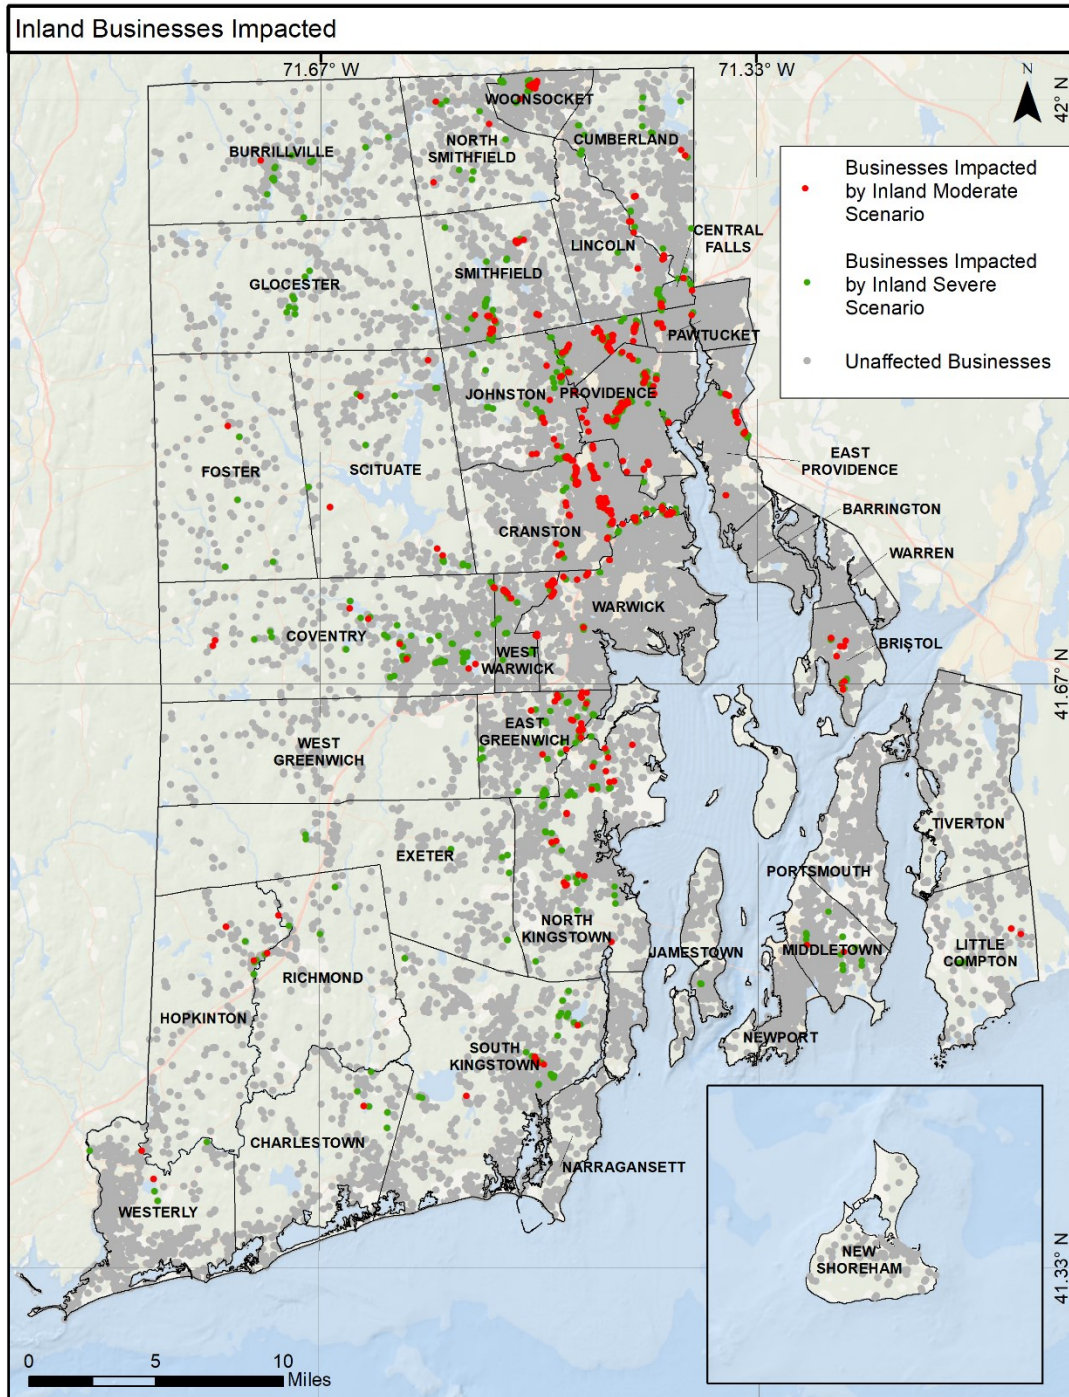 Inland Businesses Impacted
71.67° W
71.33° W
N
42° N
WOONSOCKET
CUMBERLAND
NORTH
SMITHFIELD
BURRILLVILLE
Businesses Impacted
by Inland Moderate
Scenario
Businesses Impacted
by Inland Severe
Scenario
Unaffected Businesses
CENTRAL
FALLS
LINCOLN
SMITHFIELD
GLOCESTER
PAWTUCKET
JOHNSTON
PROVIDENCE
EAST
PROVIDENCE
FOSTER
SCITUATE
BARRINGTON
CRANSTON
WARREN
WARWICK
COVENTRY
BRISTOL
WEST
WARWICK
41.67° N
EAST
GREENWICH
WEST
GREENWICH
TIVERTON
EXETER
PORTSMOUTH
NORTH
KINGSTOWN
JAMESTOWN
MIDDLETOWN
LITTLE
COMPTON
RICHMOND
HOPKINTON
NEWPORT
SOUTH
KINGSTOWN
CHARLESTOWN
NARRAGANSETT
WESTERLY
NEW
SHOREHAM
41.33° N
0 5 10
Miles